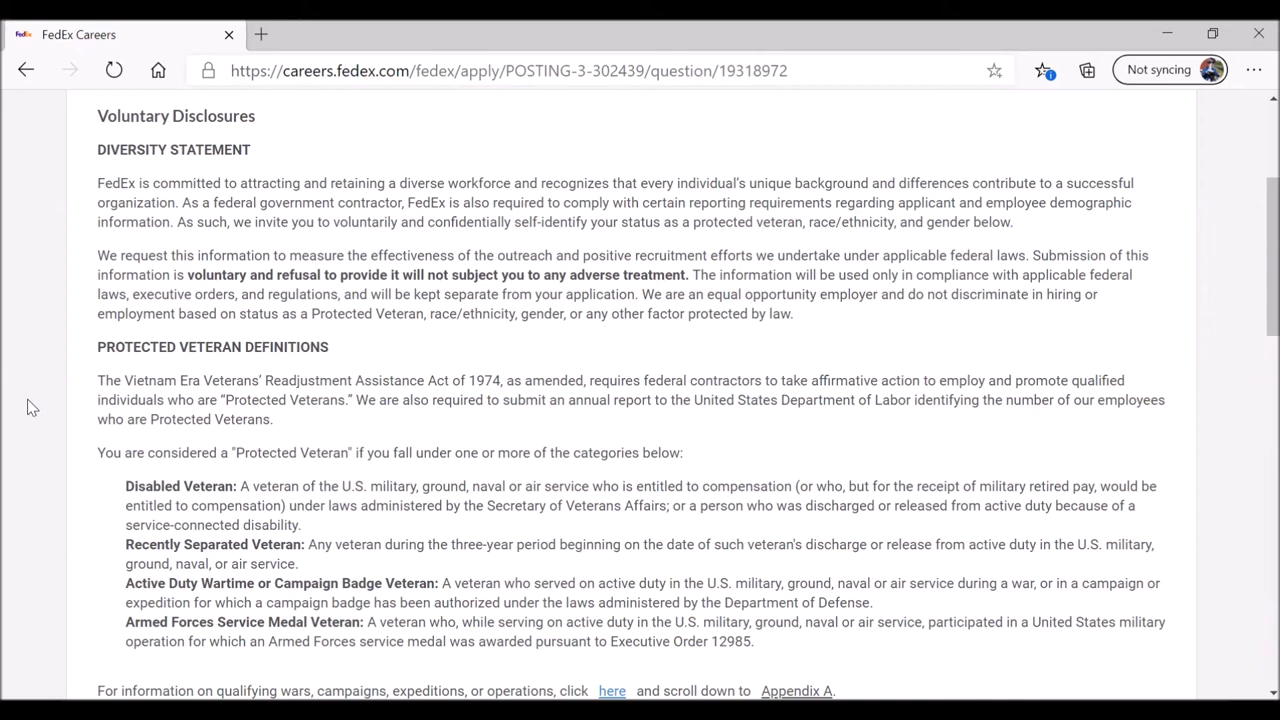 FedEx FedEx Careers
https://careers.fedex.com/fedex/apply/POSTING-3-302439/question/19318972
Not syncing
Voluntary Disclosures
DIVERSITY STATEMENT
FedEx is committed to attracting and retaining a diverse workforce and recognizes that every individual's unique background and differences contribute to a successful
organization. As a federal government contractor, FedEx is also required to comply with certain reporting requirements regarding applicant and employee demographic
information. As such, we invite you to voluntarily and confidentially self-identify your status as a protected veteran, race/ethnicity, and gender below.
We request this information to measure the effectiveness of the outreach and positive recruitment efforts we undertake under applicable federal laws. Submission of this
information is voluntary and refusal to provide it will not subject you to any adverse treatment. The information will be used only in compliance with applicable federal
laws, executive orders, and regulations, and will be kept separate from your application. We are an equal opportunity employer and do not discriminate in hiring or
employment based on status as a Protected Veteran, race/ethnicity, gender, or any other factor protected by law.
PROTECTED VETERAN DEFINITIONS
The Vietnam Era Veterans' Readjustment Assistance Act of 1974, as amended, requires federal contractors to take affirmative action to employ and promote qualified
individuals who are “Protected Veterans.” We are also required to submit an annual report to the United States Department of Labor identifying the number of our employees
who are Protected Veterans.
You are considered a "Protected Veteran" if you fall under one or more of the categories below:
Disabled Veteran: A veteran of the U.S. military, ground, naval or air service who is entitled to compensation (or who, but for the receipt of military retired pay, would be
entitled to compensation) under laws administered by the Secretary of Veterans Affairs; or a person who was discharged or released from active duty because of a
service-connected disability.
Recently Separated Veteran: Any veteran during the three-year period beginning on the date of such veteran's discharge or release from active duty in the U.S. military,
ground, naval, or air service.
Active Duty Wartime or Campaign Badge Veteran: A veteran who served on active duty in the U.S. military, ground, naval or air service during a war, or in a campaign or
expedition for which a campaign badge has been authorized under the laws administered by the Department of Defense.
Armed Forces Service Medal Veteran: A veteran who, while serving on active duty in the U.S. military, ground, naval or air service, participated in a United States military
operation for which an Armed Forces service medal was awarded pursuant to Executive Order 12985.
For information on qualifying wars, campaigns, expeditions, or operations, click here and scroll down to Appendix A.